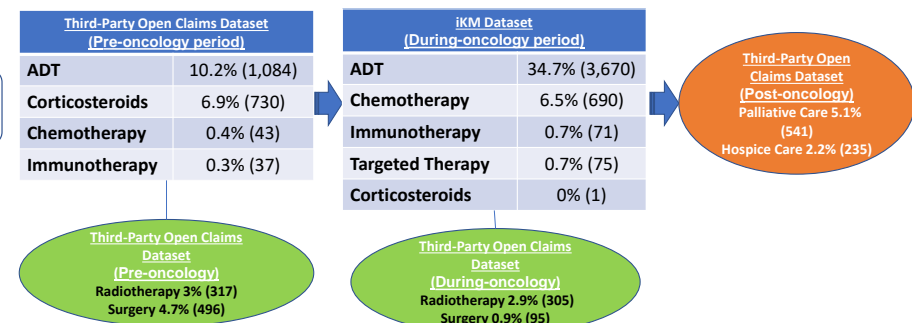 Third-Party Open Claims Dataset
(Pre-oncology period)
ADT 10.2% (1,084)
Corticosteroids 6.9% (730)
Chemotherapy 0.4% (43)
Immunotherapy 0.3% (37)
Third-Party Open Claims
Dataset
(Pre-oncology)
Radiotherapy 3% (317)
Surgery 4.7% (496)
iKM Dataset
(During-oncology period)
ADT 34.7% (3,670)
Chemotherapy 6.5% (690)
Immunotherapy 0.7% (71)
Targeted Therapy 0.7% (75)
Corticosteroids 0% (1)
Third-Party Open Claims
Dataset
(During-oncology)
Radiotherapy 2.9% (305)
Surgery 0.9% (95)
Third-Party Open
Claims Dataset
(Post-oncology)
Palliative Care 5.1%
(541)
Hospice Care 2.2% (235)